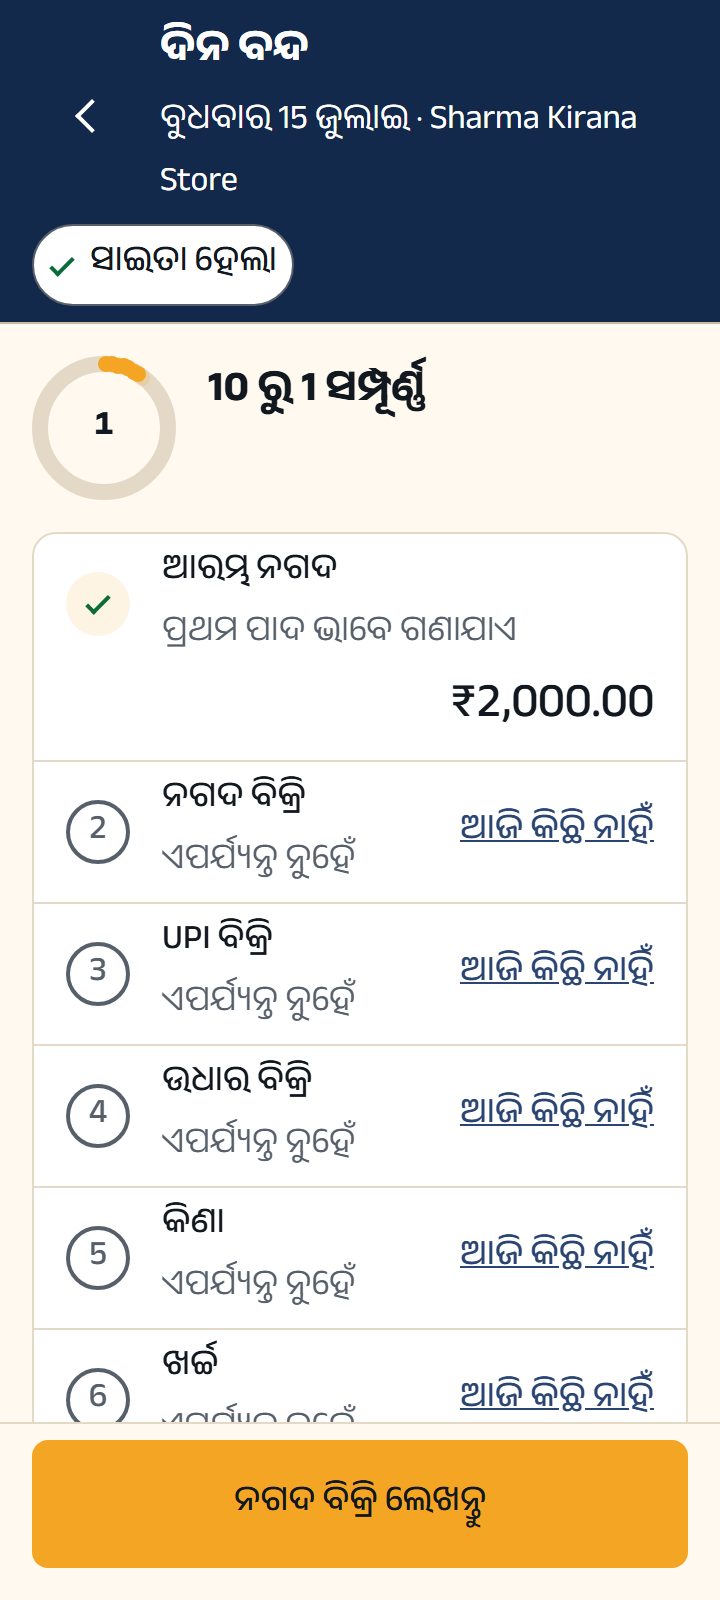 ଦିନ ବନ୍ଦ
ବୁଧବାର 15 ଜୁଲାଇ · Sharma Kirana
Store
ସାଇତା ହେଲା
1
10 ରୁ 1 ସମ୍ପୂର୍ଣ୍ଣ
ଆରମ୍ଭ ନଗଦ
ପ୍ରଥମ ପାଦ ଭାବେ ଗଣାଯାଏ
₹2,000.00
2
ନଗଦ ବିକ୍ରି
ଏପର୍ଯ୍ୟନ୍ତ ନୁହେଁ
ଆଜି କିଛି ନାହିଁ
3
UPI ବିକ୍ରି
ଏପର୍ଯ୍ୟନ୍ତ ନୁହେଁ
ଆଜି କିଛି ନାହିଁ
4
ଉଧାର ବିକ୍ରି
ଏପର୍ଯ୍ୟନ୍ତ ନୁହେଁ
ଆଜି କିଛି ନାହିଁ
5
କିଣା
ଏପର୍ଯ୍ୟନ୍ତ ନୁହେଁ
ଆଜି କିଛି ନାହିଁ
6
ଖର୍ଚ୍ଚ
ଆଜି କିଛି ନାହିଁ
ନଗଦ ବିକ୍ରି ଲେଖନ୍ତୁ